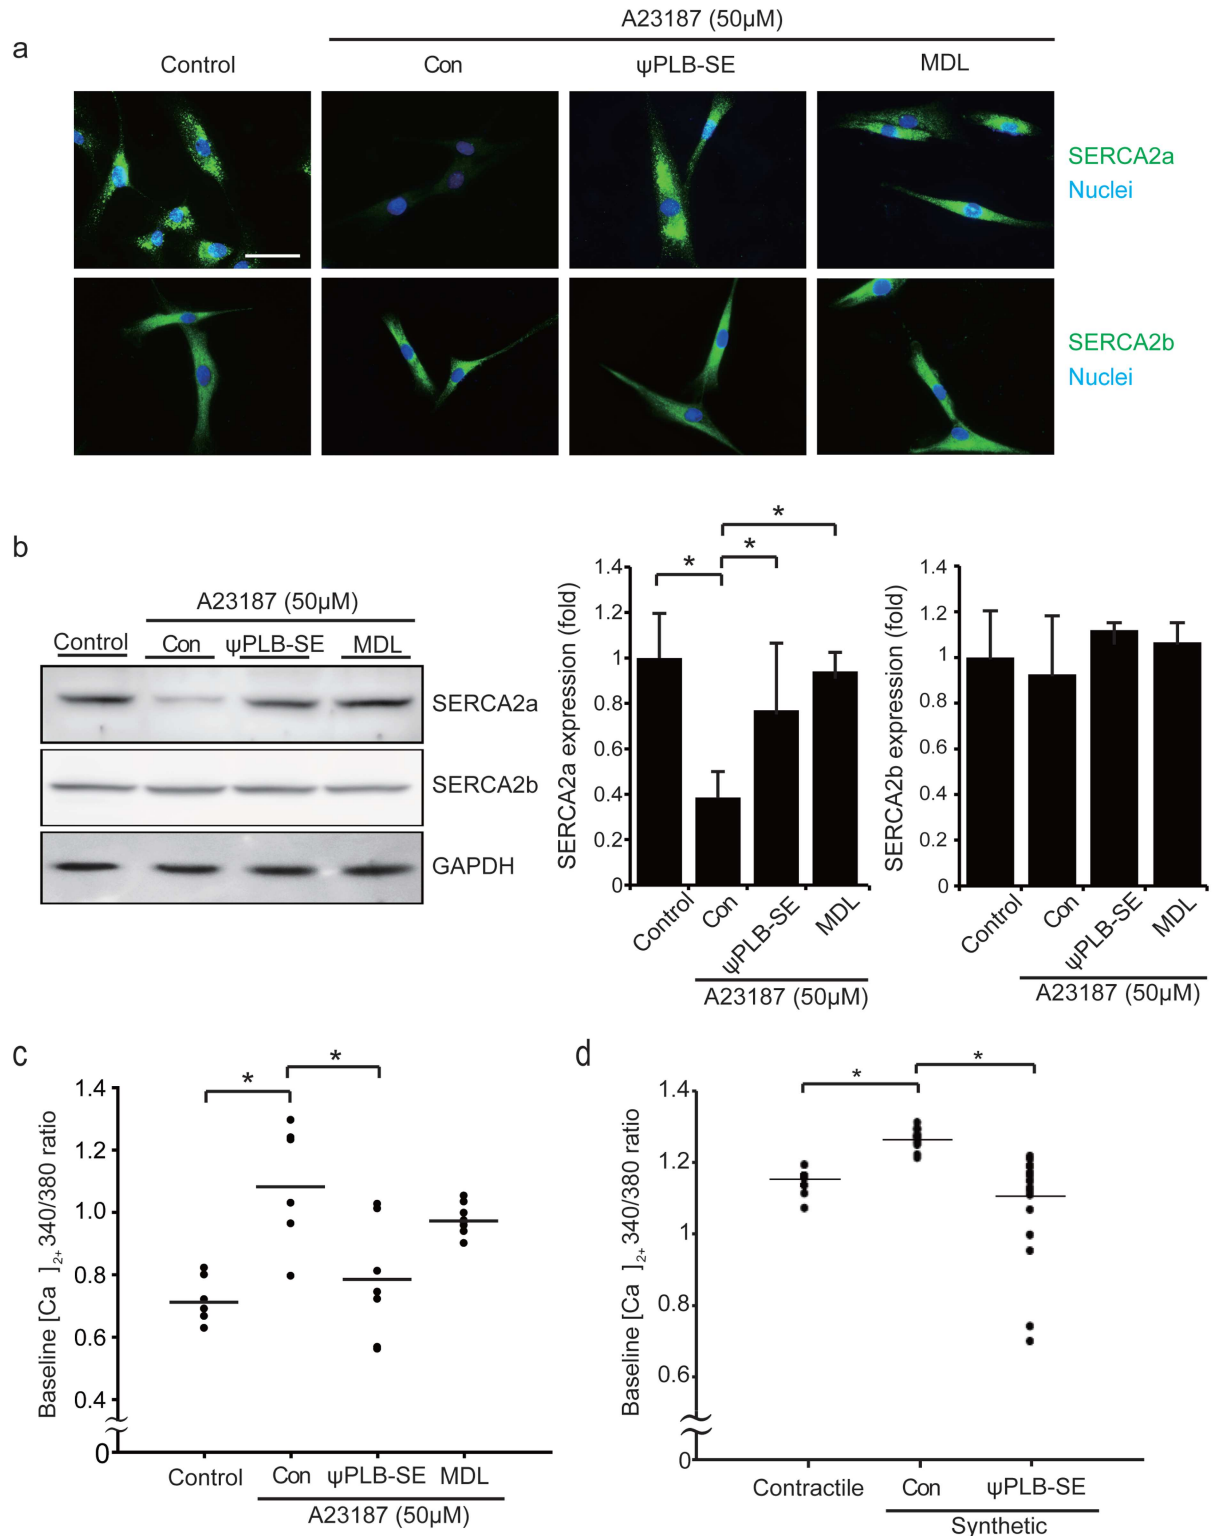 a
A23187 (50µM)
Control
Con
ψPLB-SE
MDL
SERCA2a
Nuclei
SERCA2b
Nuclei
b
A23187 (50µM)
Control
Con
ψPLB-SE
MDL
SERCA2a
SERCA2b
GAPDH
*
*
*
SERCA2a expression (fold)
1.4
1.2
1
0.8
0.6
0.4
0.2
0
Control
Con
ψPLB-SE
MDL
A23187 (50µM)
SERCA2b expression (fold)
1.4
1.2
1
0.8
0.6
0.4
0.2
0
Control
Con
ψPLB-SE
MDL
A23187 (50µM)
c
*
*
Baseline [Ca ]2+ 340/380 ratio
1.4
1.2
1.0
0.8
0.6
0.4
0
Control
Con
ψPLB-SE
MDL
A23187 (50µM)
d
*
*
Baseline [Ca ]2+ 340/380 ratio
1.4
1.2
1
0.8
0.6
0
Contractile
Con
ψPLB-SE
Synthetic